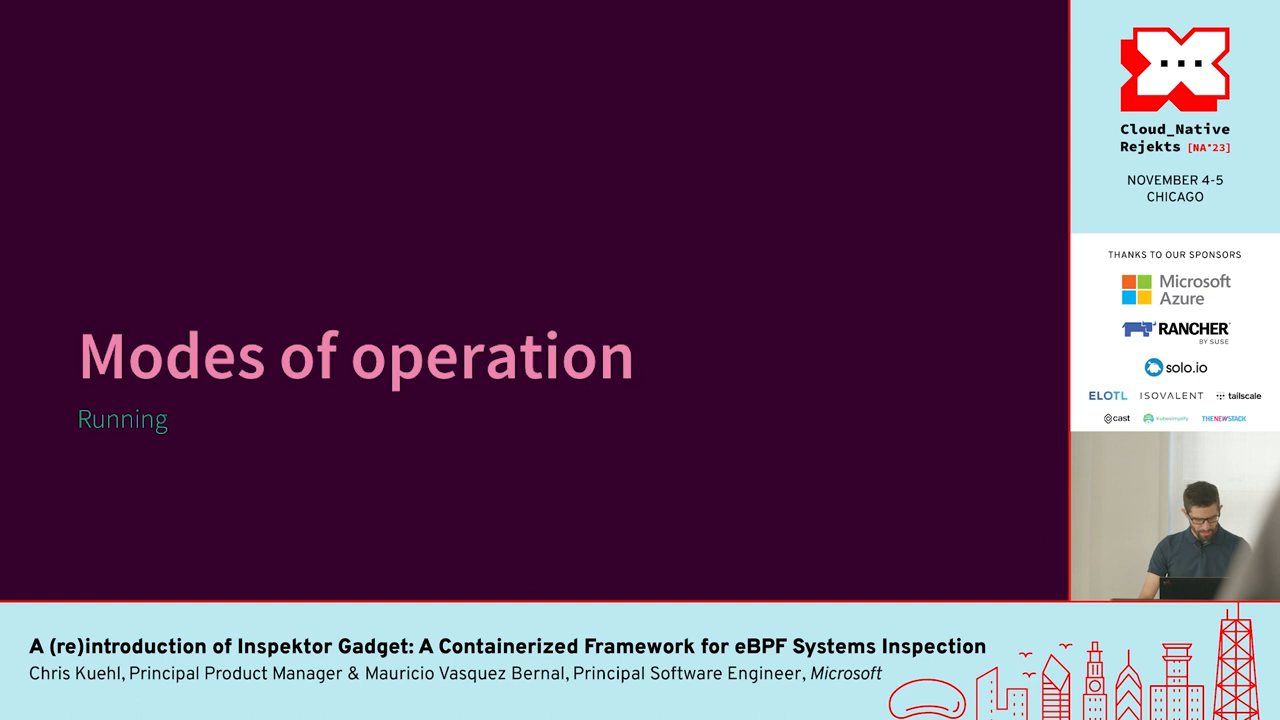 Modes of operation
Running
Cloud_Native
Rejekts [NA'23]
NOVEMBER 4-5
CHICAGO
THANKS TO OUR SPONSORS
Microsoft
Azure
RANCHER
BY SUSE
solo.io
ELOTL ISOVALENT tailscale
cast kubesimplify THENEWSTACK
A (re)introduction of Inspektor Gadget: A Containerized Framework for eBPF Systems Inspection
Chris Kuehl, Principal Product Manager & Mauricio Vasquez Bernal, Principal Software Engineer, Microsoft